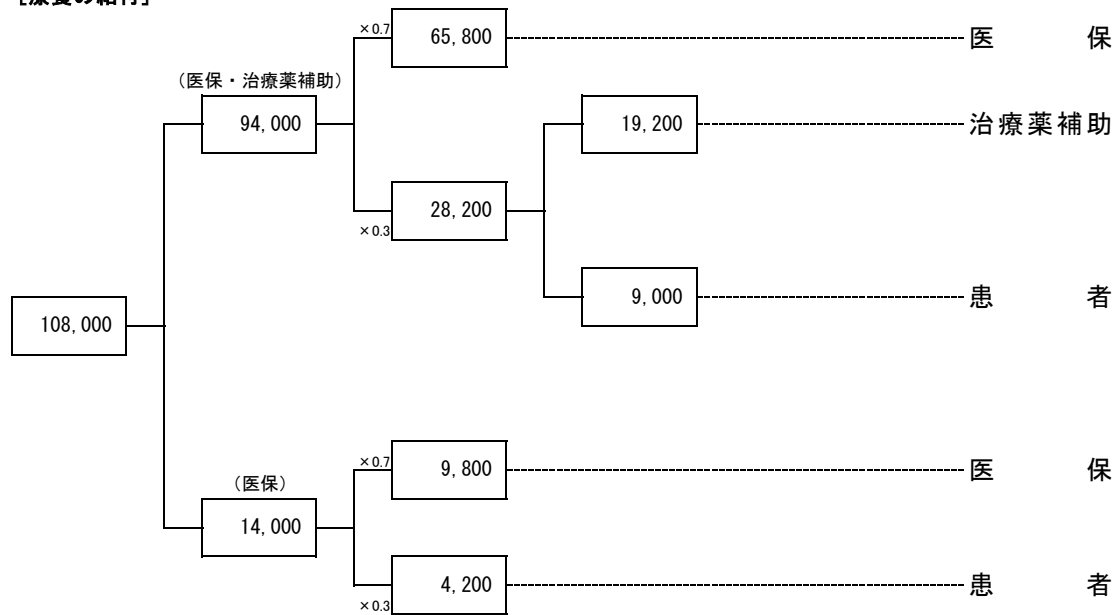 ×0.7 65,800 医保
(医保・治療薬補助)
94,000
19,200 治療薬補助
28,200
×0.3
9,000 患者
108,000
×0.7 9,800 医保
(医保)
14,000
4,200 患者
×0.3